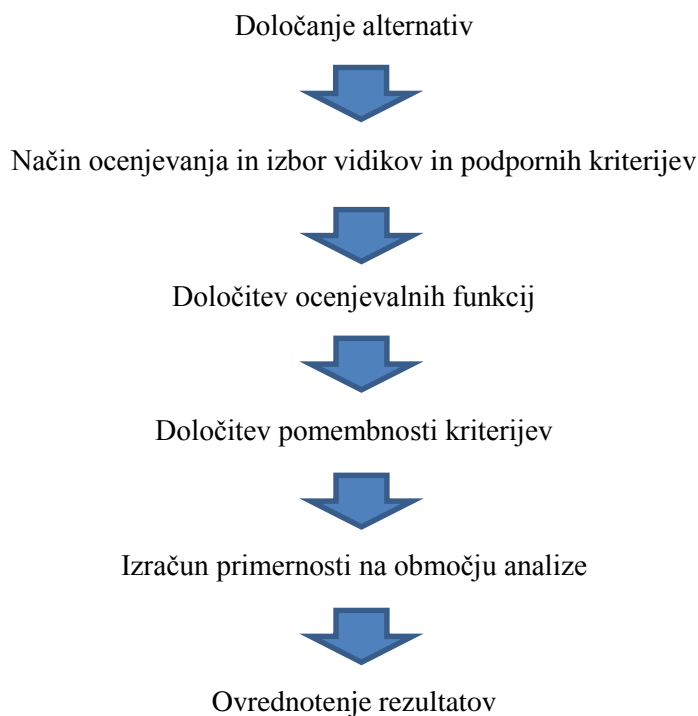 Določanje alternativ
Način ocenjevanja in izbor vidikov in podpornih kriterijev
Določitev ocenjevalnih funkcij
Določitev pomembnosti kriterijev
Izračun primernosti na območju analize
Ovrednotenje rezultatov